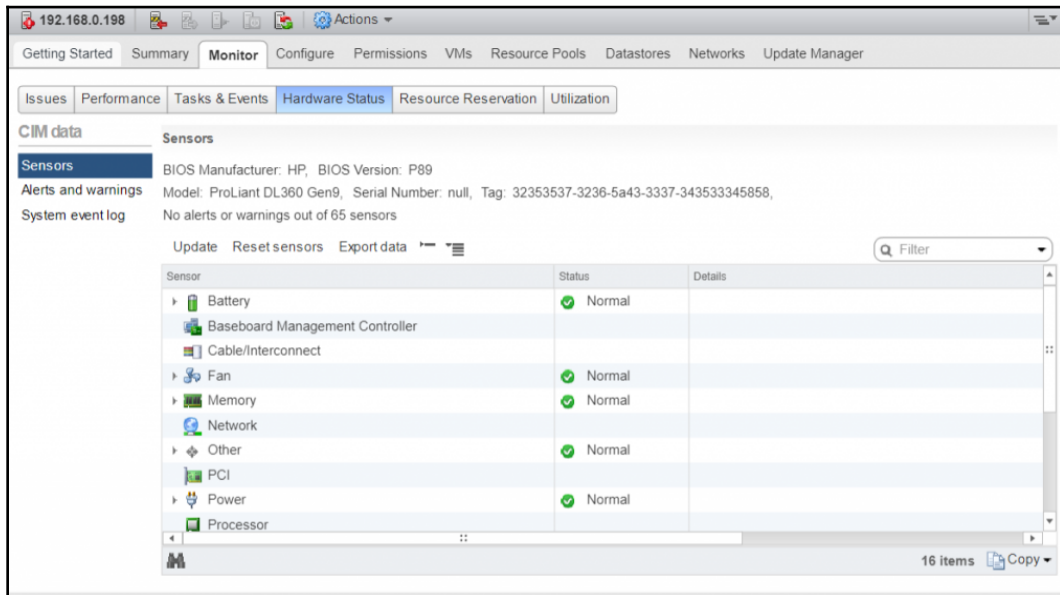 192.168.0.198 Actions
Getting Started Summary Monitor Configure Permissions VMs Resource Pools Datastores Networks Update Manager
Issues Performance Tasks & Events Hardware Status Resource Reservation Utilization
CIM data
Sensors
Alerts and warnings
System event log
Sensors
BIOS Manufacturer: HP, BIOS Version: P89
Model: ProLiant DL360 Gen9, Serial Number: null, Tag: 32353537-3236-5a43-3337-343533345858,
No alerts or warnings out of 65 sensors
Update Reset sensors Export data Filter
Sensor Status Details
Battery Normal
Baseboard Management Controller
Cable/Interconnect
Fan Normal
Memory Normal
Network
Other Normal
PCI
Power Normal
Processor
16 items Copy